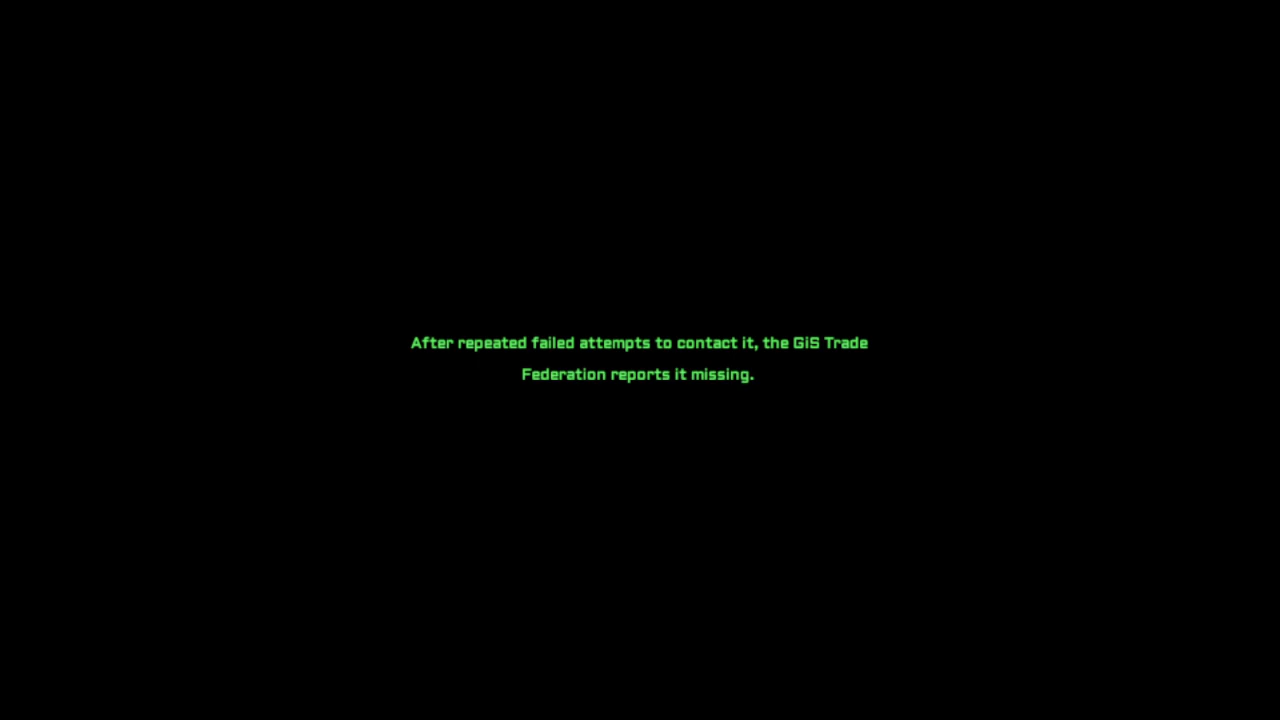 After repeated failed attempts to contact it, the GiS Trade
Federation reports it missing.